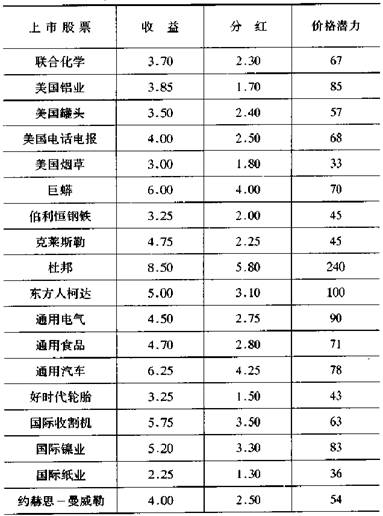 上市股票 收益 分红 价格潜力
联合化学 3.70 2.30 67
美国铝业 3.85 1.70 85
美国罐头 3.50 2.40 57
美国电话电报 4.00 2.50 68
美国烟草 3.00 1.80 33
巨蟒 6.00 4.00 70
伯利恒钢铁 3.25 2.00 45
克莱斯勒 4.75 2.25 45
杜邦 8.50 5.80 240
东方人柯达 5.00 3.10 100
通用电气 4.50 2.75 90
通用食品 4.70 2.80 71
通用汽车 6.25 4.25 78
好时代轮胎 3.25 1.50 43
国际收割机 5.75 3.50 63
国际镍业 5.20 3.30 83
国际纸业 2.25 1.30 36
约赫思－曼威勒 4.00 2.50 54